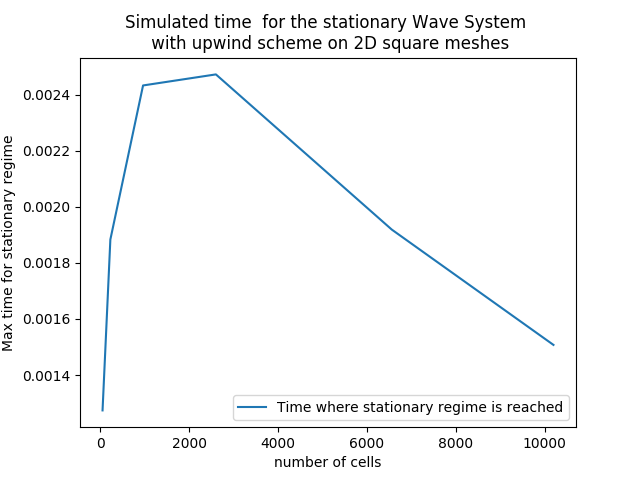 Simulated time  for the stationary Wave System
with upwind scheme on 2D square meshes
Max time for stationary regime
0.0024
0.0022
0.0020
0.0018
0.0016
0.0014
Time where stationary regime is reached
0 2000 4000 6000 8000 10000
number of cells